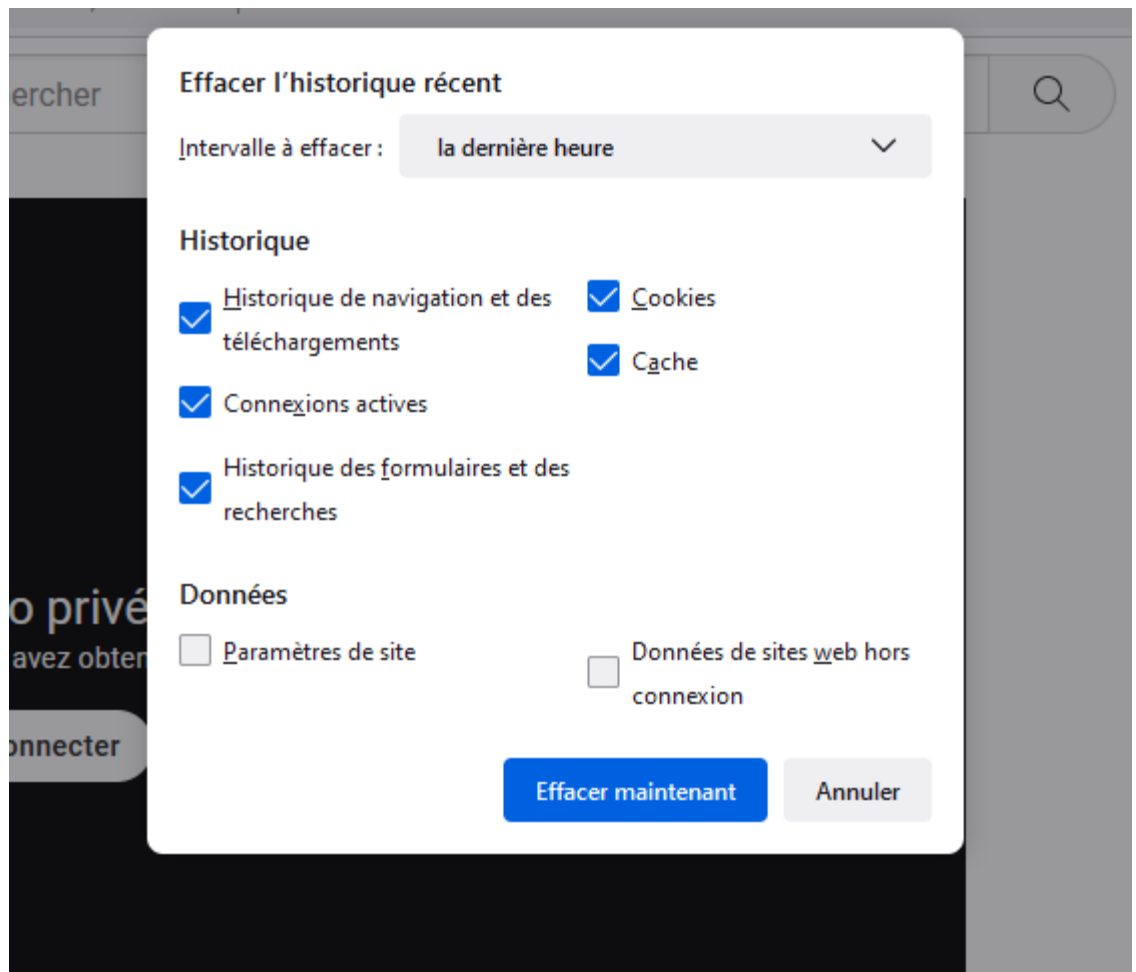 Effacer l’historique récent
ercher
Intervalle à effacer :
la dernière heure
Historique
Historique de navigation et des
téléchargements
Cookies
Cache
Connexions actives
Historique des formulaires et des
recherches
Données
o privé
avez obten
Paramètres de site
Données de sites web hors
connexion
onnecter
Effacer maintenant
Annuler